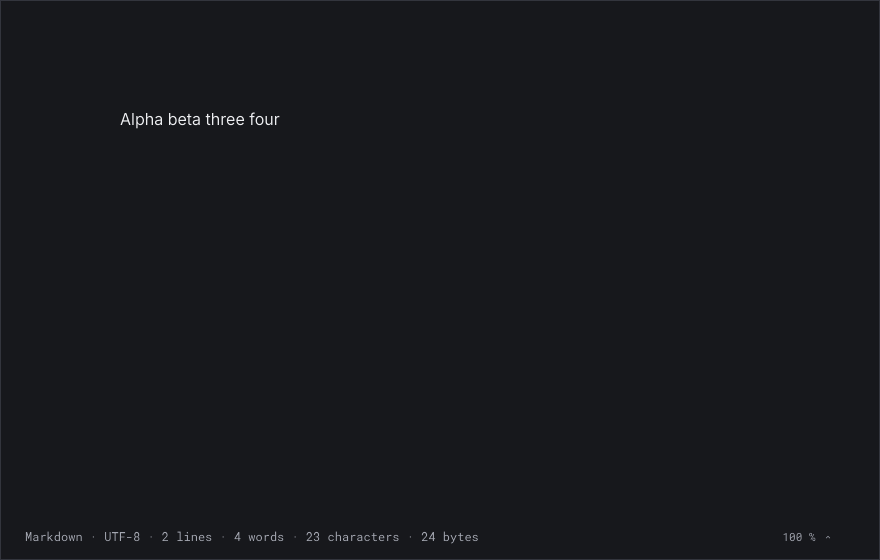 Alpha beta three four
Markdown · UTF-8 · 2 lines · 4 words · 23 characters · 24 bytes
100 %